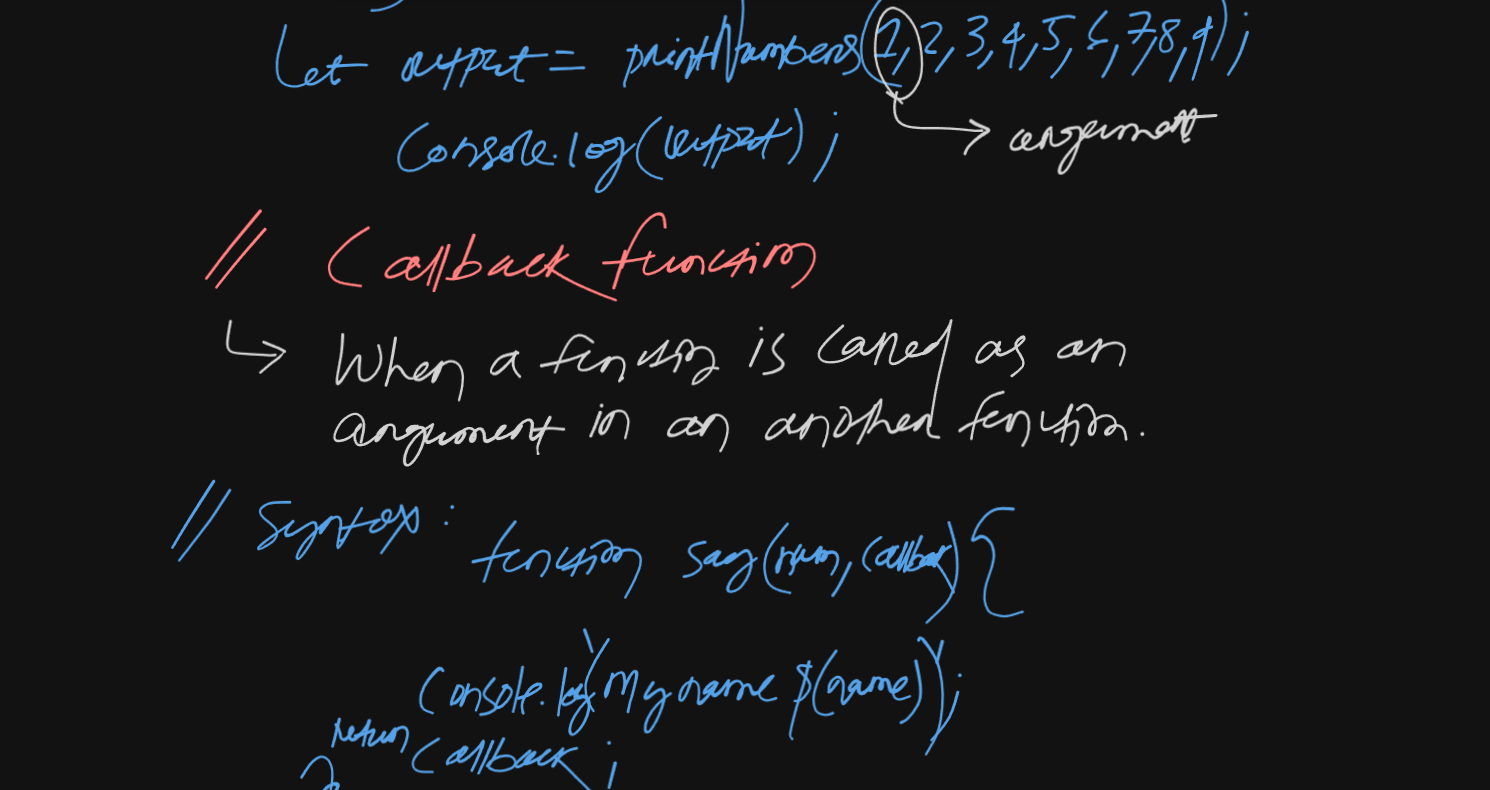 let output = printNumbers(1,2,3,4,5,6,7,8,9);
→ argument
Console.log(output);
// Callback function
↳ When a function is called as an
argument in an another function.
// Syntax:
function say(num, callback) {
Console.log(`My name $(name)`);
return callback;
}